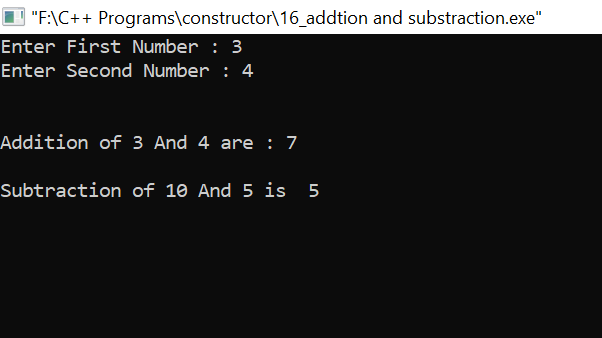 "F:\C++ Programs\constructor\16_addtion and substraction.exe"
Enter First Number : 3
Enter Second Number : 4
Addition of 3 And 4 are : 7
Subtraction of 10 And 5 is  5